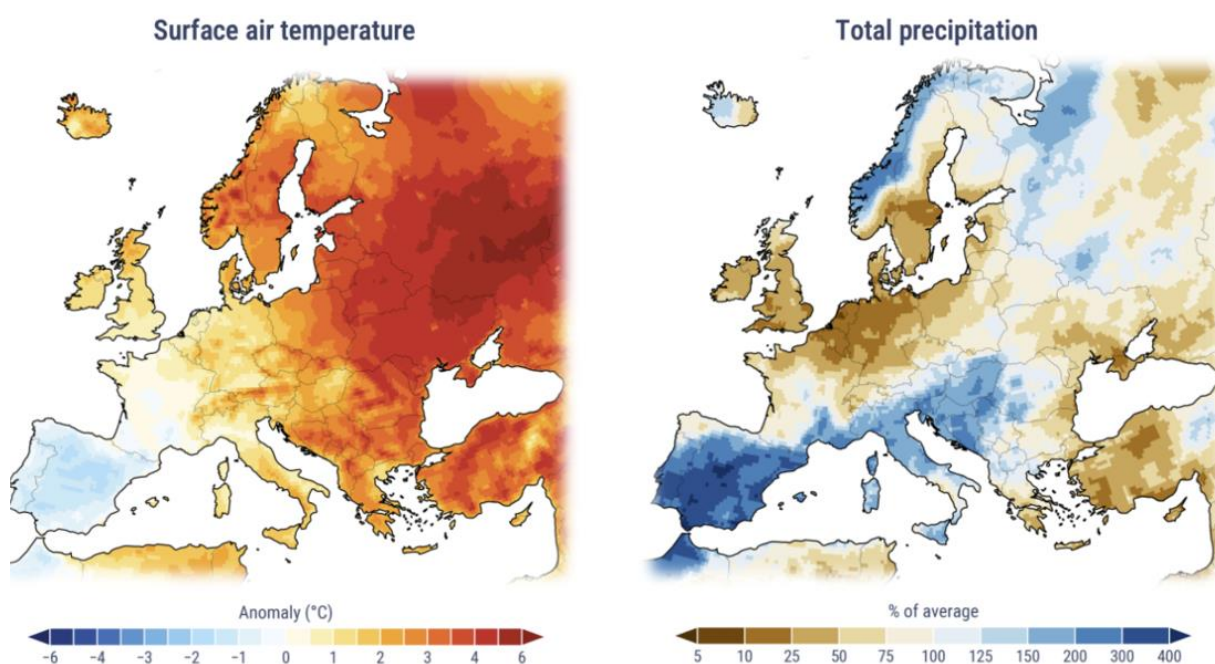 Surface air temperature
Total precipitation
Anomaly (°C)
−6 −4 −3 −2 −1 0 1 2 3 4 6
% of average
5 10 25 50 75 100 125 150 200 300 400